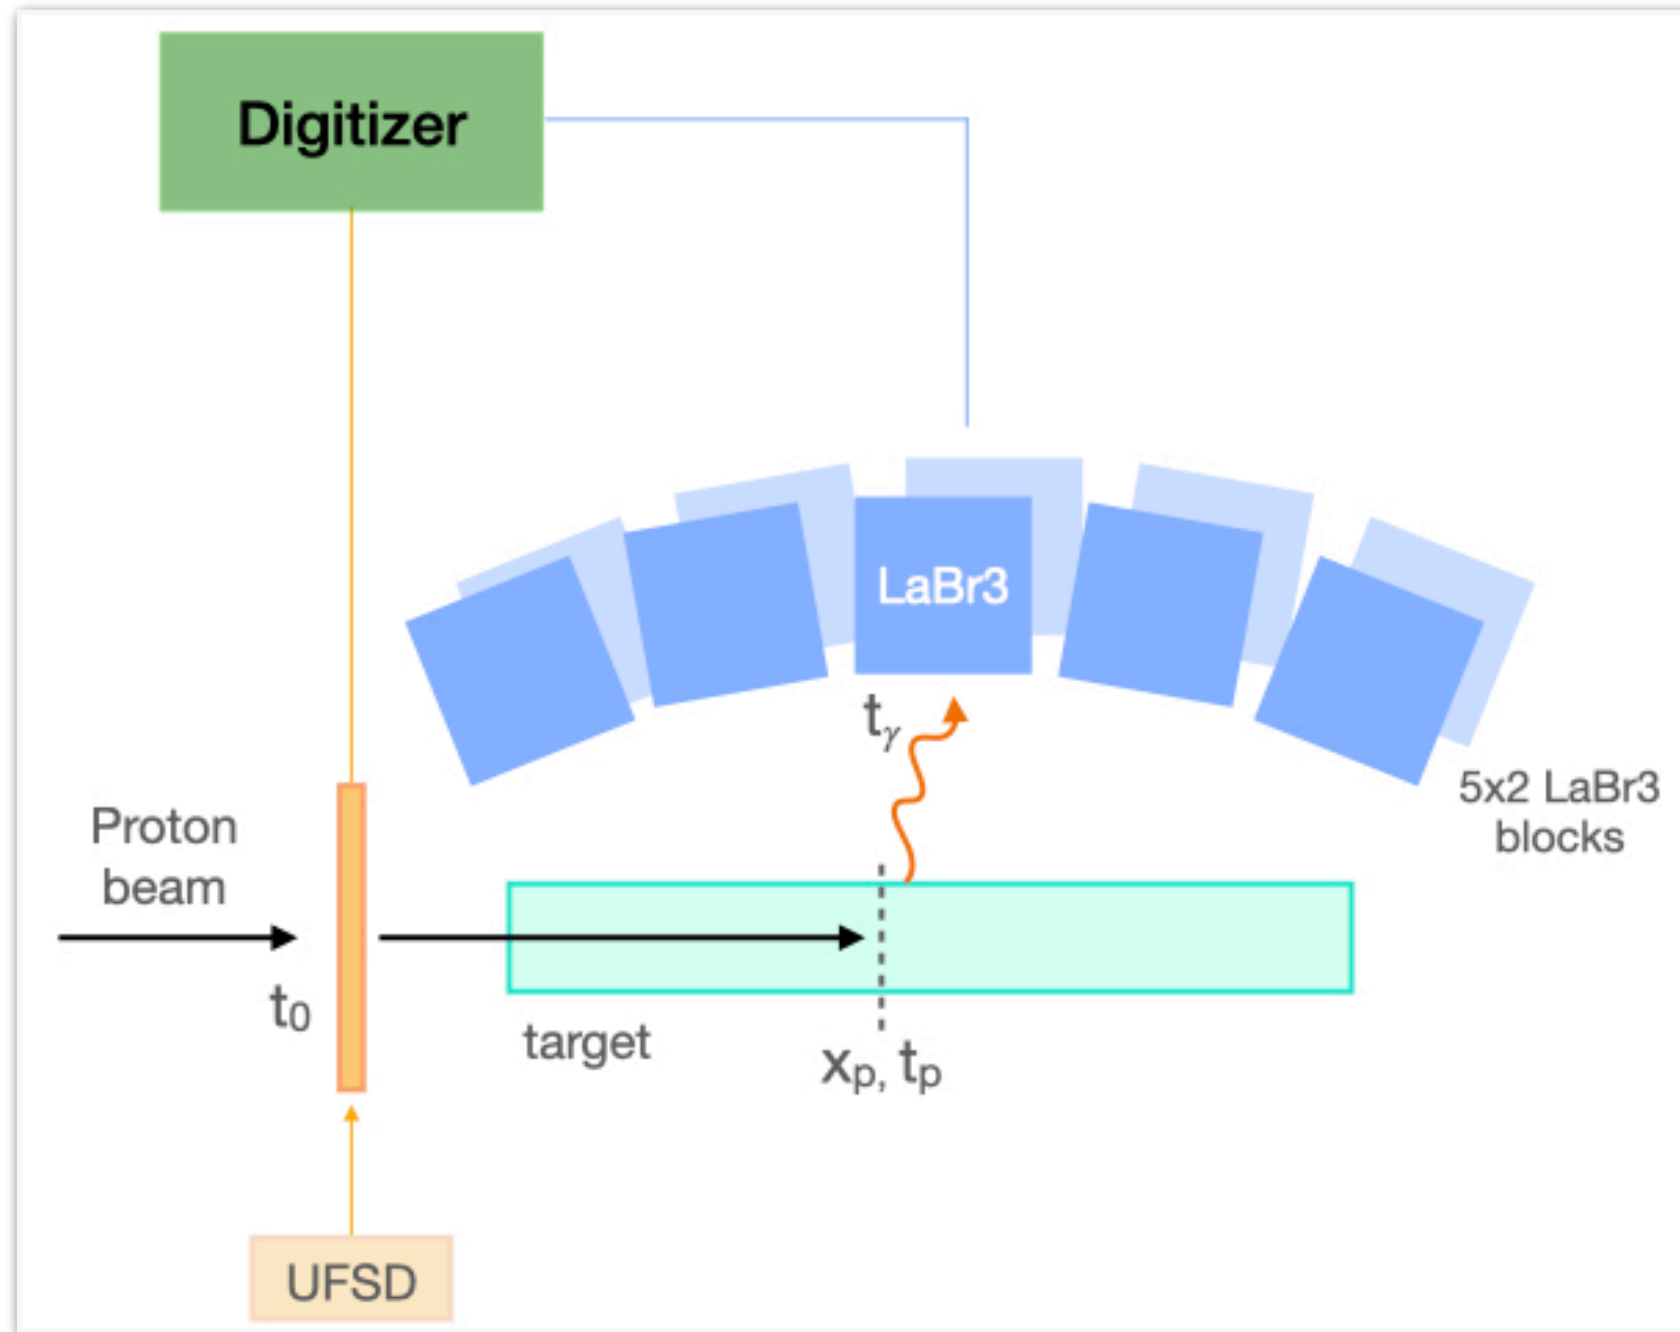 Digitizer
LaBr3
tᵧ
5x2 LaBr3
blocks
Proton
beam
t₀
target
xₚ, tₚ
UFSD